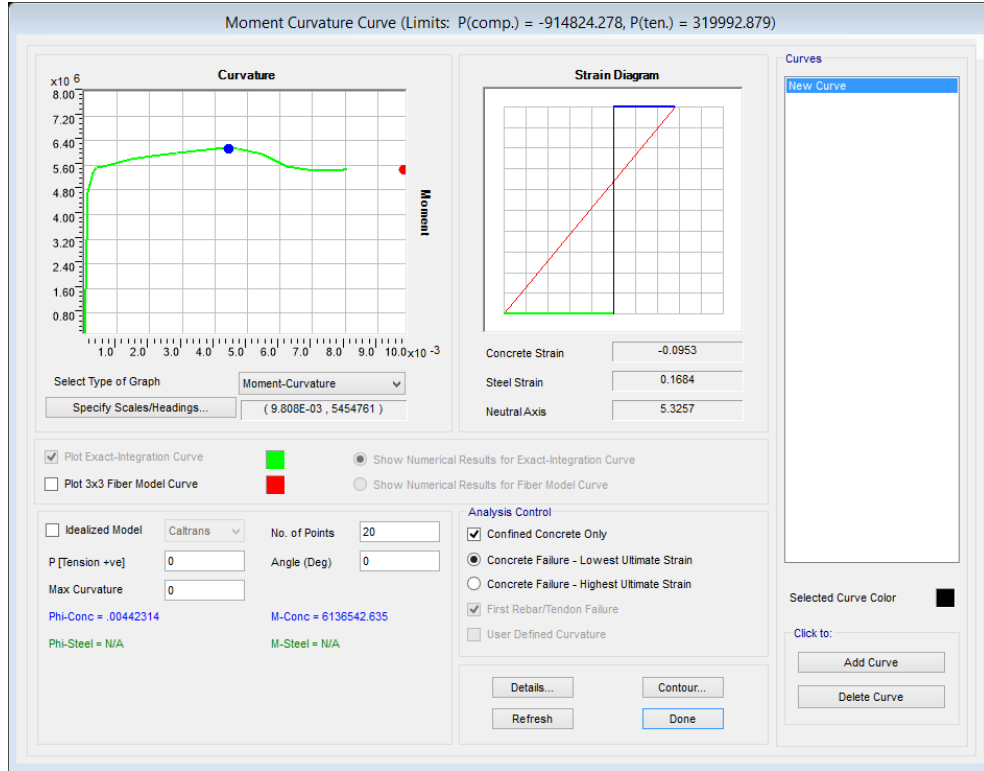 Moment Curvature Curve (Limits:  P(comp.) = -914824.278, P(ten.) = 319992.879)
Curvature
x10 6
8.00
7.20
6.40
5.60
4.80
4.00
3.20
2.40
1.60
0.80
Moment
1.0 2.0 3.0 4.0 5.0 6.0 7.0 8.0 9.0 10.0 x10 -3
Select Type of Graph
Moment-Curvature
Specify Scales/Headings...
( 9.808E-03 , 5454761 )
Strain Diagram
Concrete Strain
-0.0953
Steel Strain
0.1684
Neutral Axis
5.3257
Curves
New Curve
Plot Exact-Integration Curve
Show Numerical Results for Exact-Integration Curve
Plot 3x3 Fiber Model Curve
Show Numerical Results for Fiber Model Curve
Idealized Model
Caltrans
No. of Points
20
P [Tension +ve]
0
Angle (Deg)
0
Max Curvature
0
Phi-Conc = .00442314
M-Conc = 6136542.635
Phi-Steel = N/A
M-Steel = N/A
Analysis Control
Confined Concrete Only
Concrete Failure - Lowest Ultimate Strain
Concrete Failure - Highest Ultimate Strain
First Rebar/Tendon Failure
User Defined Curvature
Details...
Contour...
Refresh
Done
Selected Curve Color
Click to:
Add Curve
Delete Curve